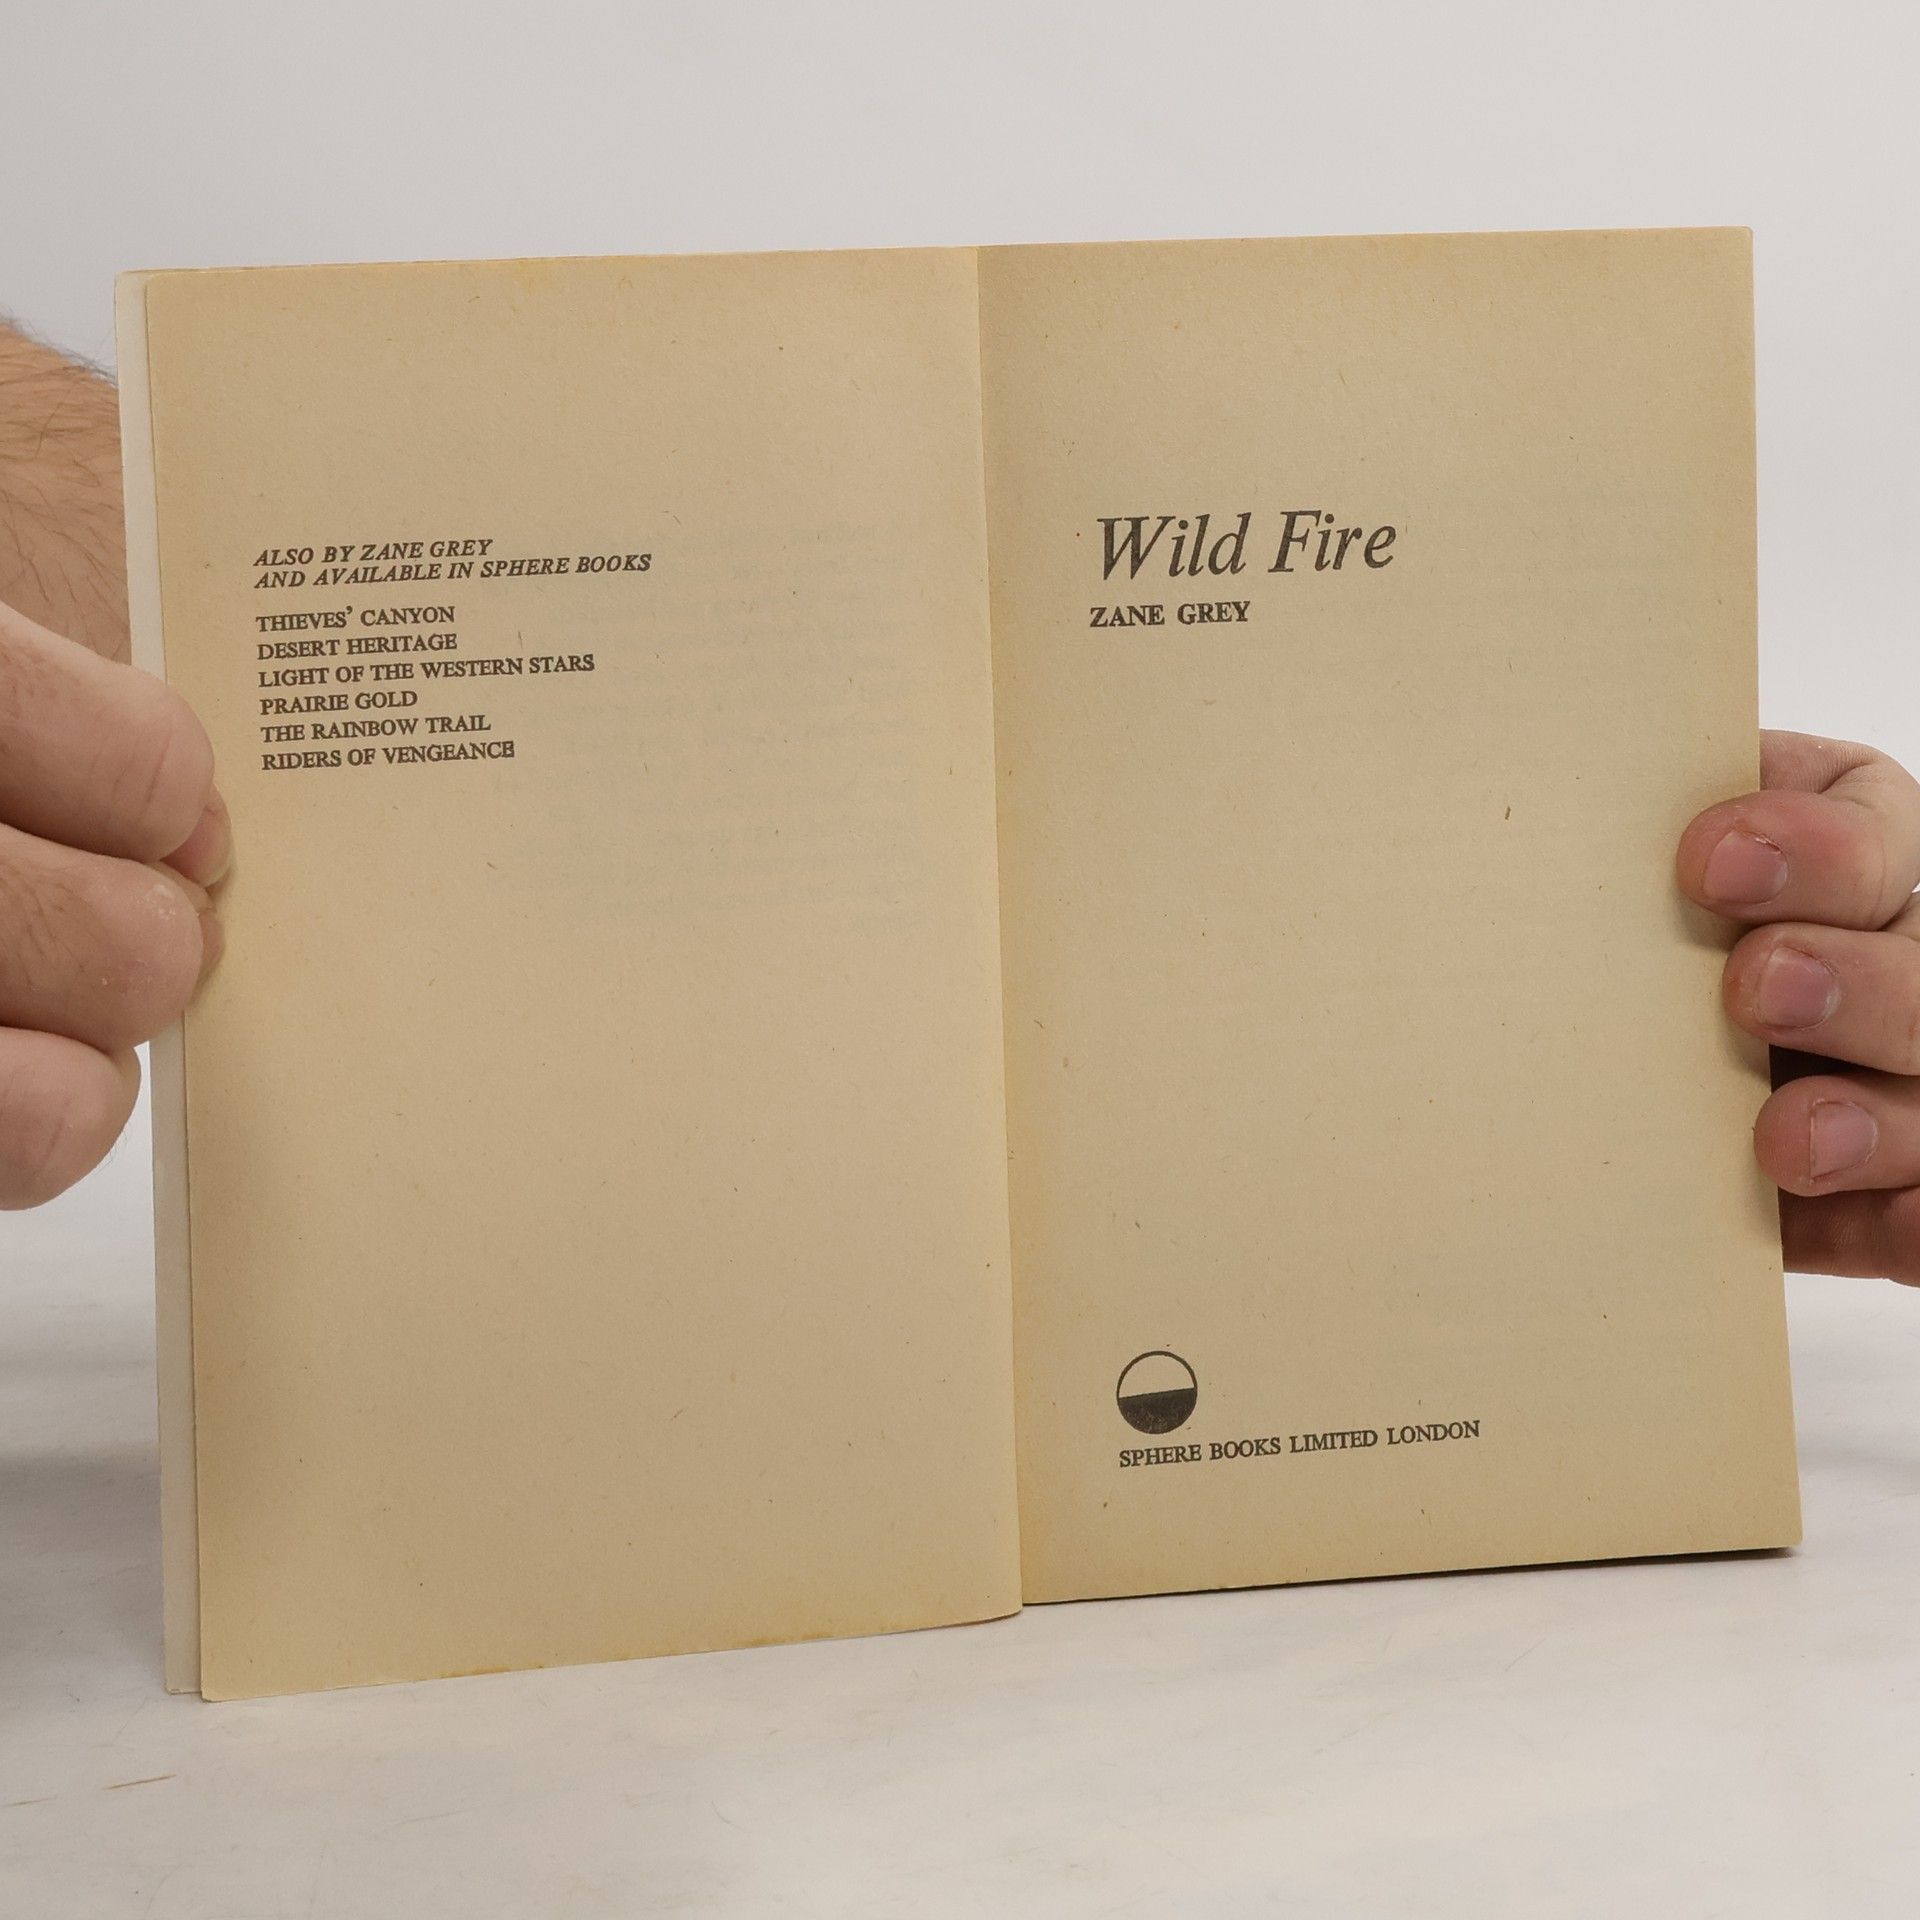 ALSO BY ZANE GREY
AND AVAILABLE IN SPHERE BOOKS
THIEVES' CANYON
DESERT HERITAGE
LIGHT OF THE WESTERN STARS
PRAIRIE GOLD
THE RAINBOW TRAIL
RIDERS OF VENGEANCE
Wild Fire
ZANE GREY
SPHERE BOOKS LIMITED LONDON